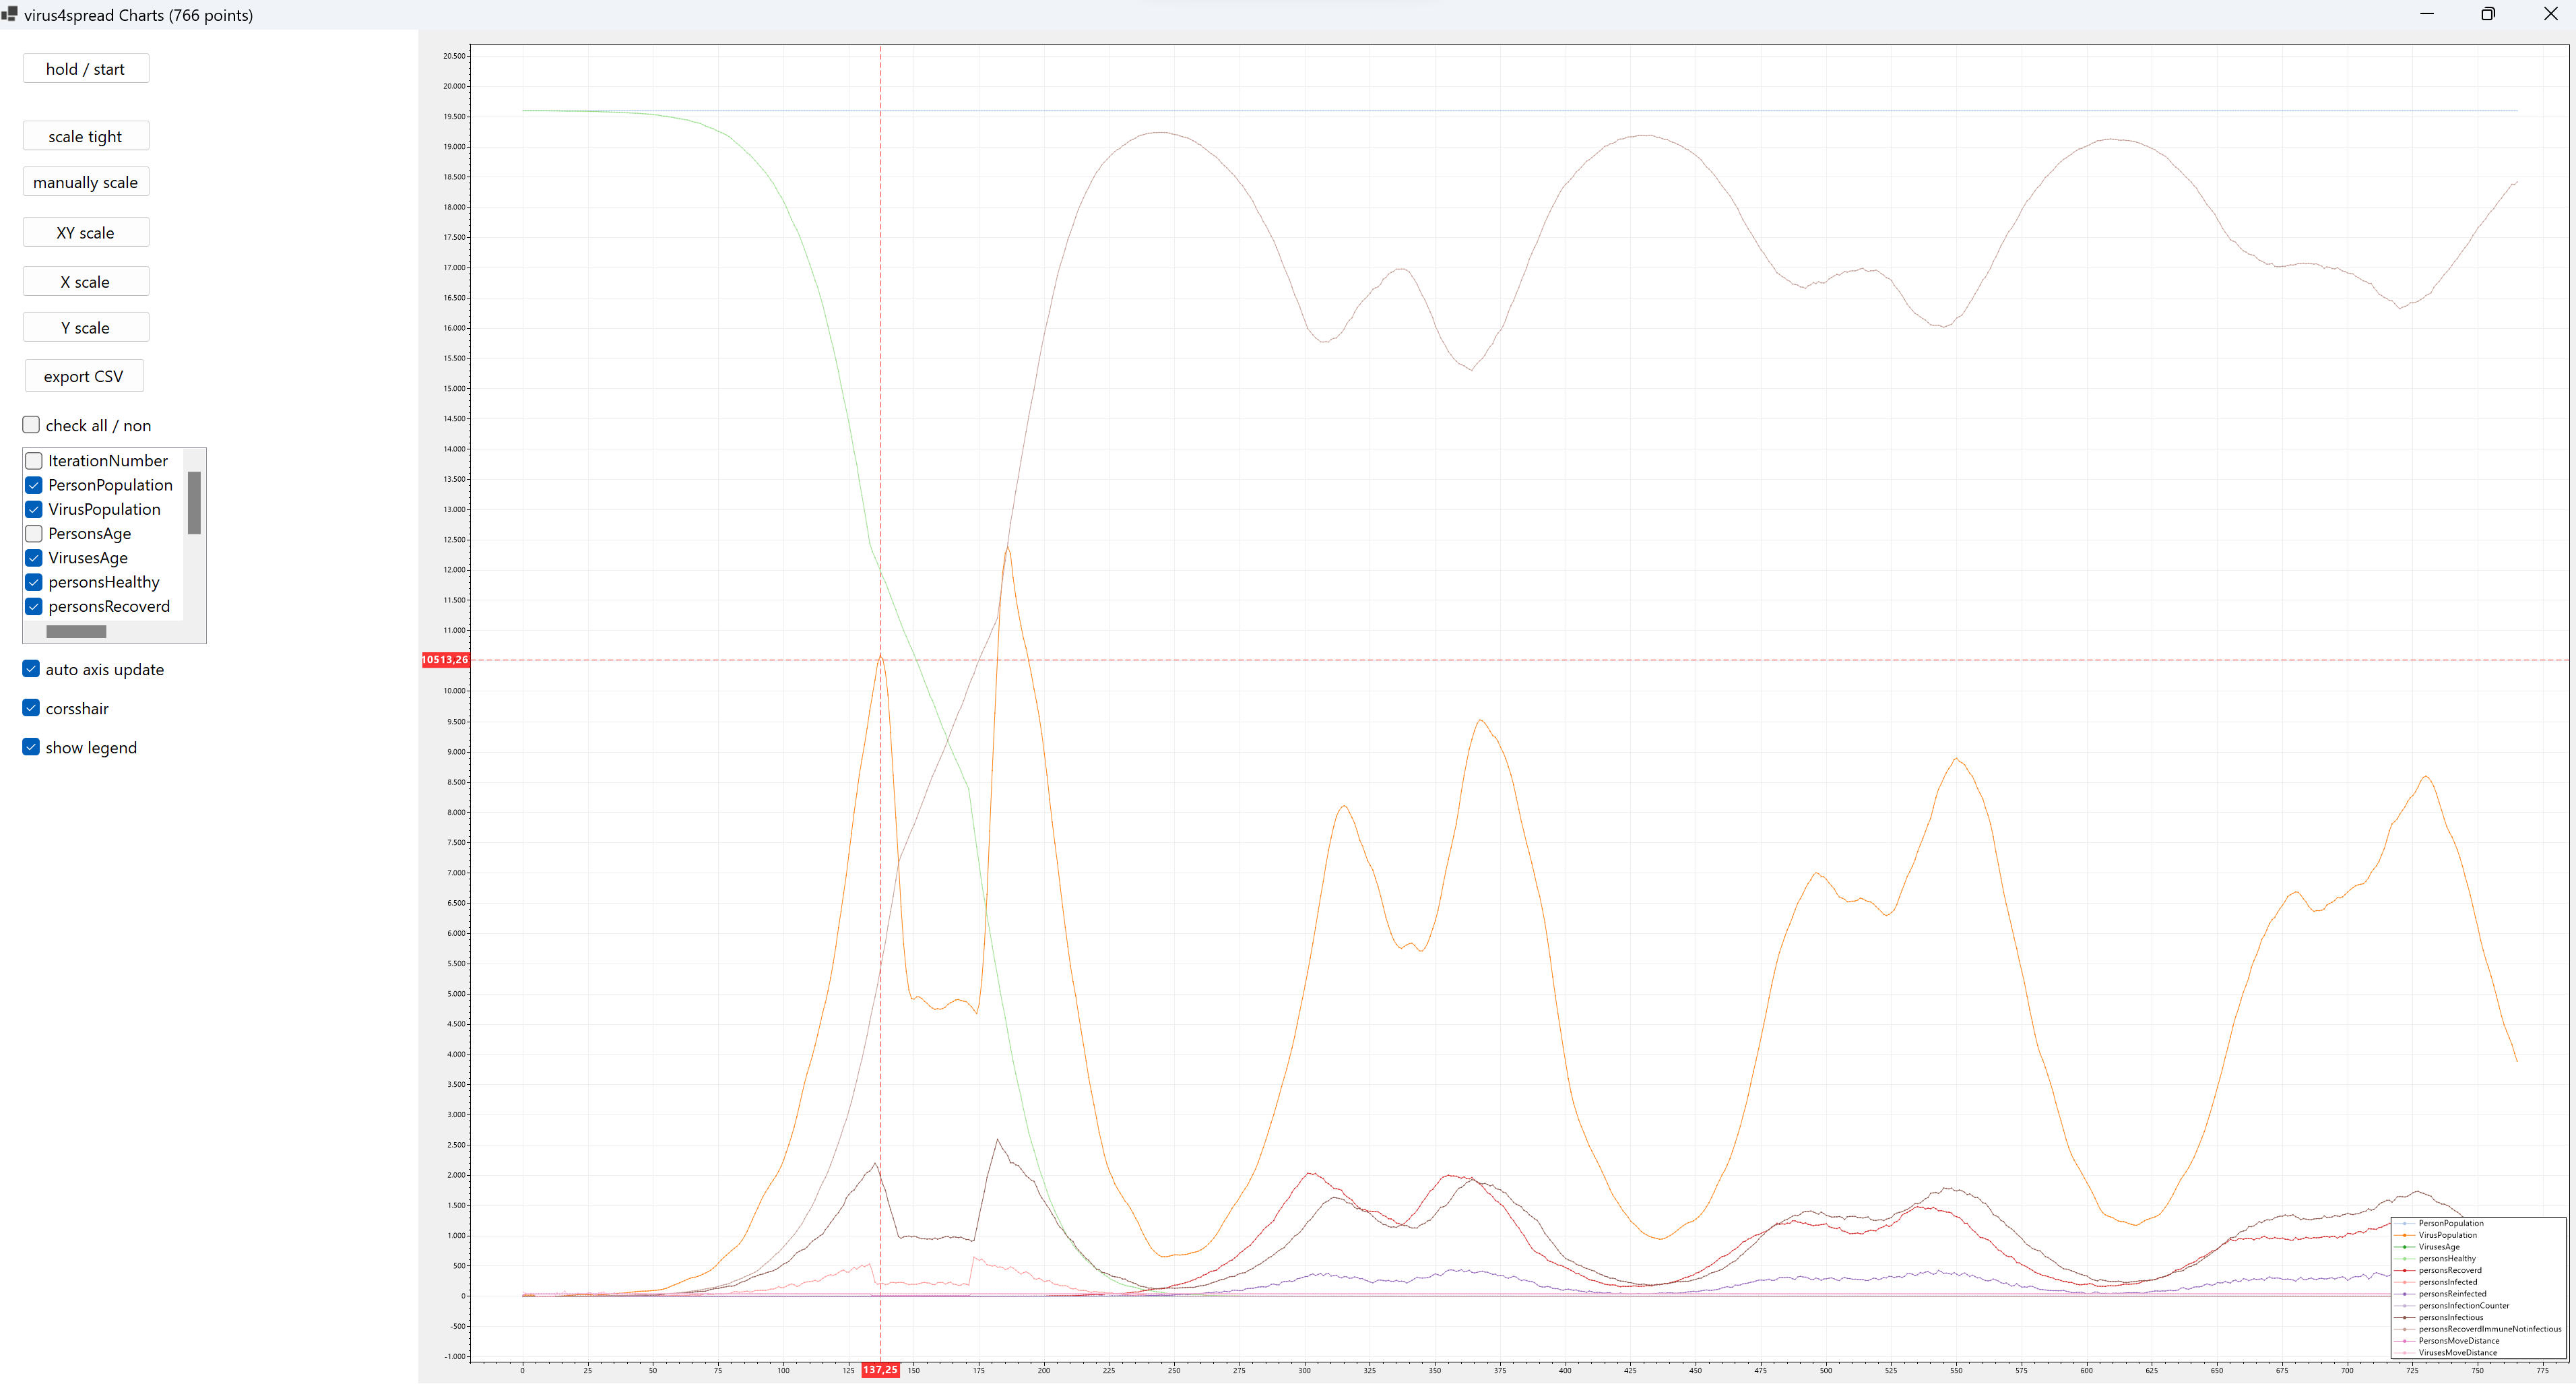 virus4spread Charts (766 points)
hold / start
scale tight
manually scale
XY scale
X scale
Y scale
export CSV
check all / non
IterationNumber
PersonPopulation
VirusPopulation
PersonsAge
VirusesAge
personsHealthy
personsRecoverd
auto axis update
corsshair
show legend
20.500
20.000
19.500
19.000
18.500
18.000
17.500
17.000
16.500
16.000
15.500
15.000
14.500
14.000
13.500
13.000
12.500
12.000
11.500
11.000
10513,26
10.000
9.500
9.000
8.500
8.000
7.500
7.000
6.500
6.000
5.500
5.000
4.500
4.000
3.500
3.000
2.500
2.000
1.500
1.000
500
0
-500
-1.000
0 25 50 75 100 125 137,25 150 175 200 225 250 275 300 325 350 375 400 425 450 475 500 525 550 575 600 625 650 675 700 725 750 775
PersonPopulation
VirusPopulation
VirusesAge
personsHealthy
personsRecoverd
personsInfected
personsReinfected
personsInfectionCounter
personsInfectious
personsRecoverdImmuneNotinfectious
PersonsMoveDistance
VirusesMoveDistance